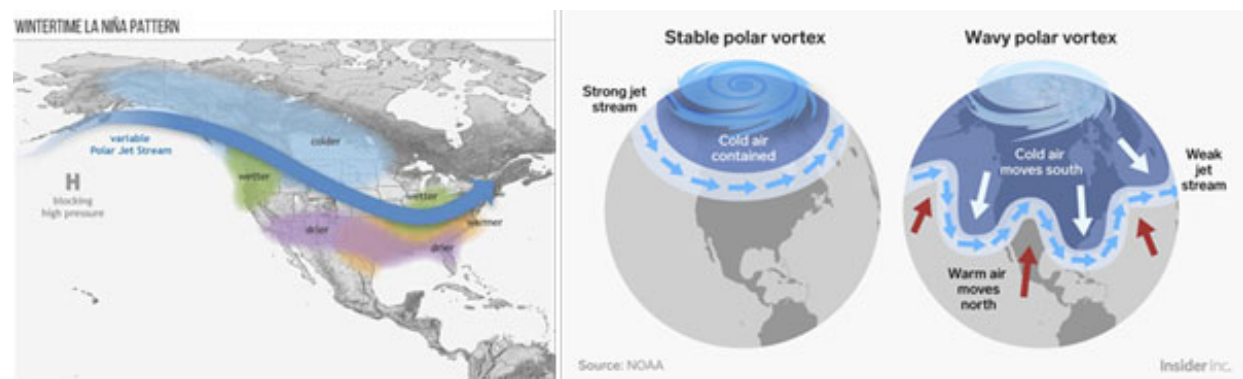 WINTERTIME LA NIÑA PATTERN
variable
Polar Jet Stream
H
blocking
high pressure
colder
wetter
wetter
warmer
drier
drier
Stable polar vortex
Strong jet
stream
Cold air
contained
Wavy polar vortex
Cold air
moves south
Weak
jet
stream
Warm air
moves
north
Source: NOAA
Insider Inc.